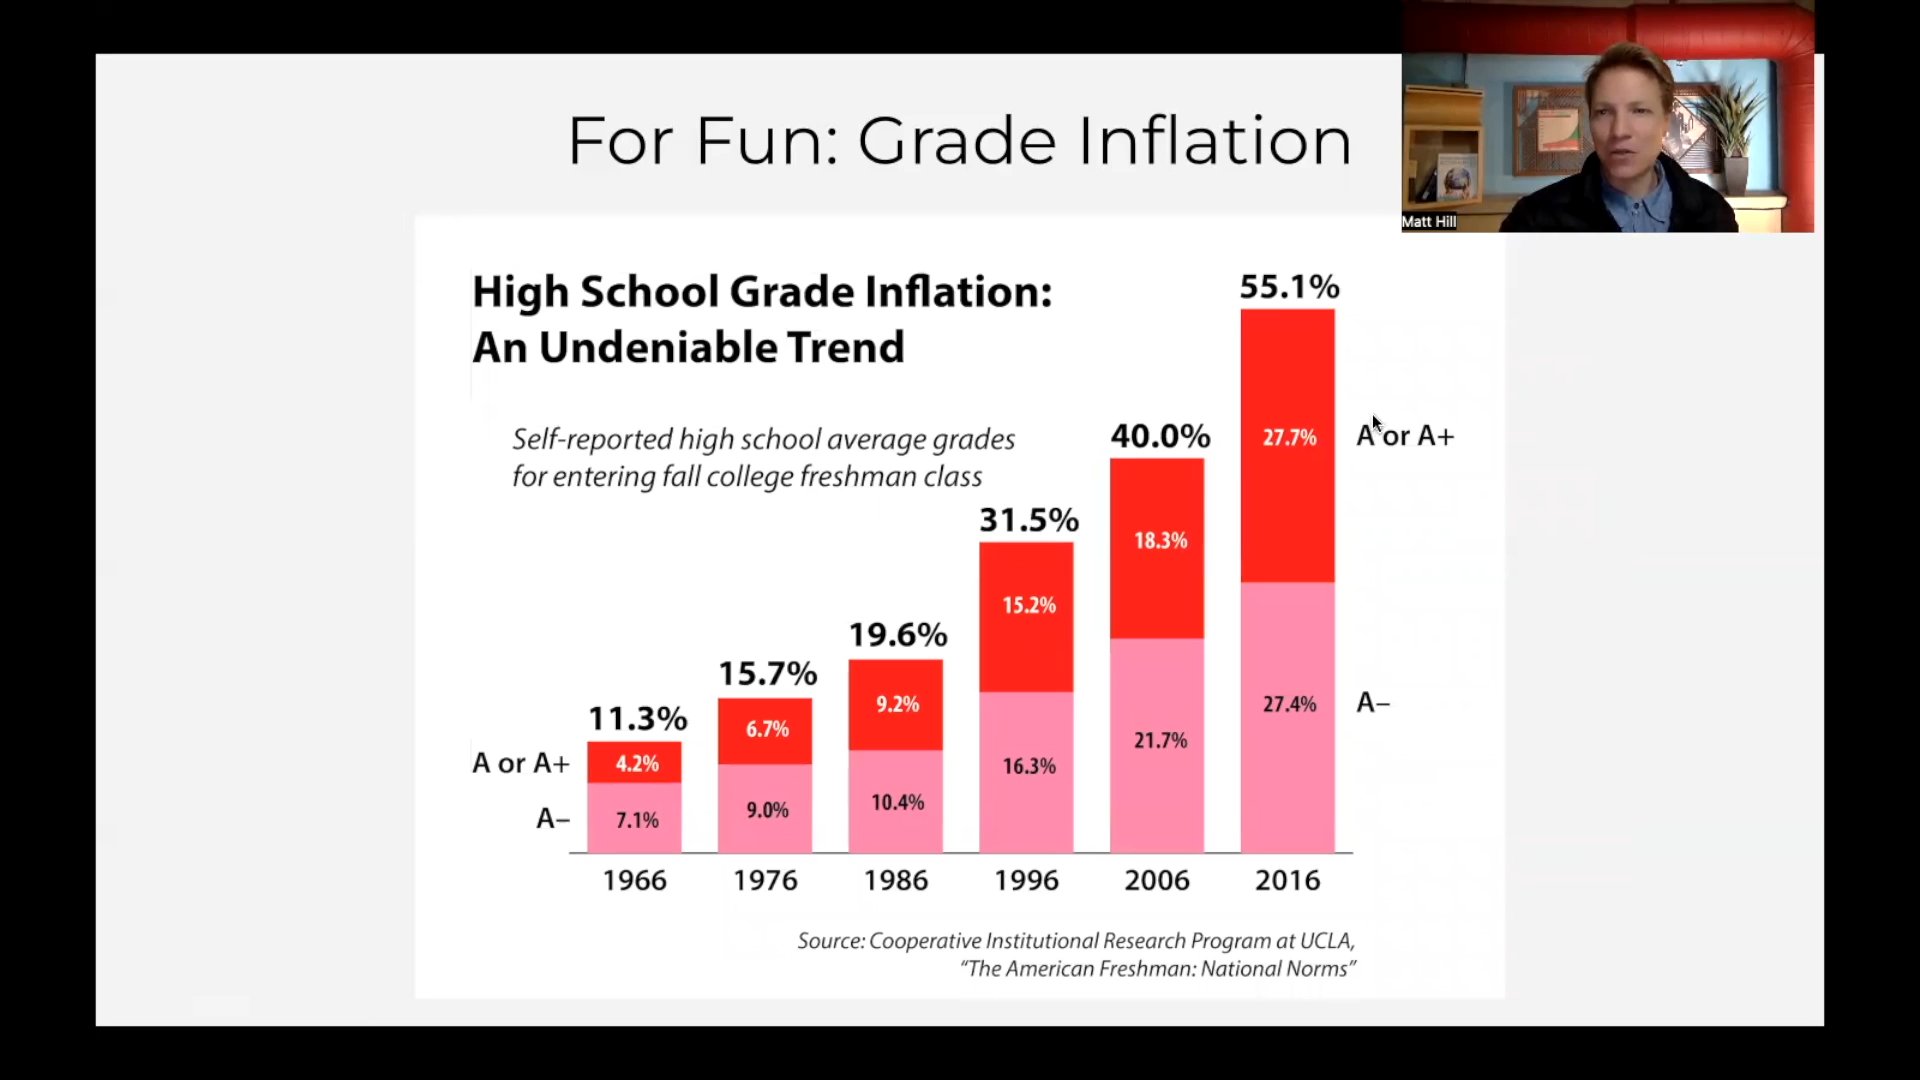 For Fun: Grade Inflation
Matt Hill
High School Grade Inflation:
An Undeniable Trend
Self-reported high school average grades
for entering fall college freshman class
11.3%
15.7%
19.6%
31.5%
40.0%
55.1%
A or A+
4.2%
6.7%
9.2%
15.2%
18.3%
27.7%
A or A+
A–
7.1%
9.0%
10.4%
16.3%
21.7%
27.4%
A–
1966
1976
1986
1996
2006
2016
Source: Cooperative Institutional Research Program at UCLA,
“The American Freshman: National Norms”